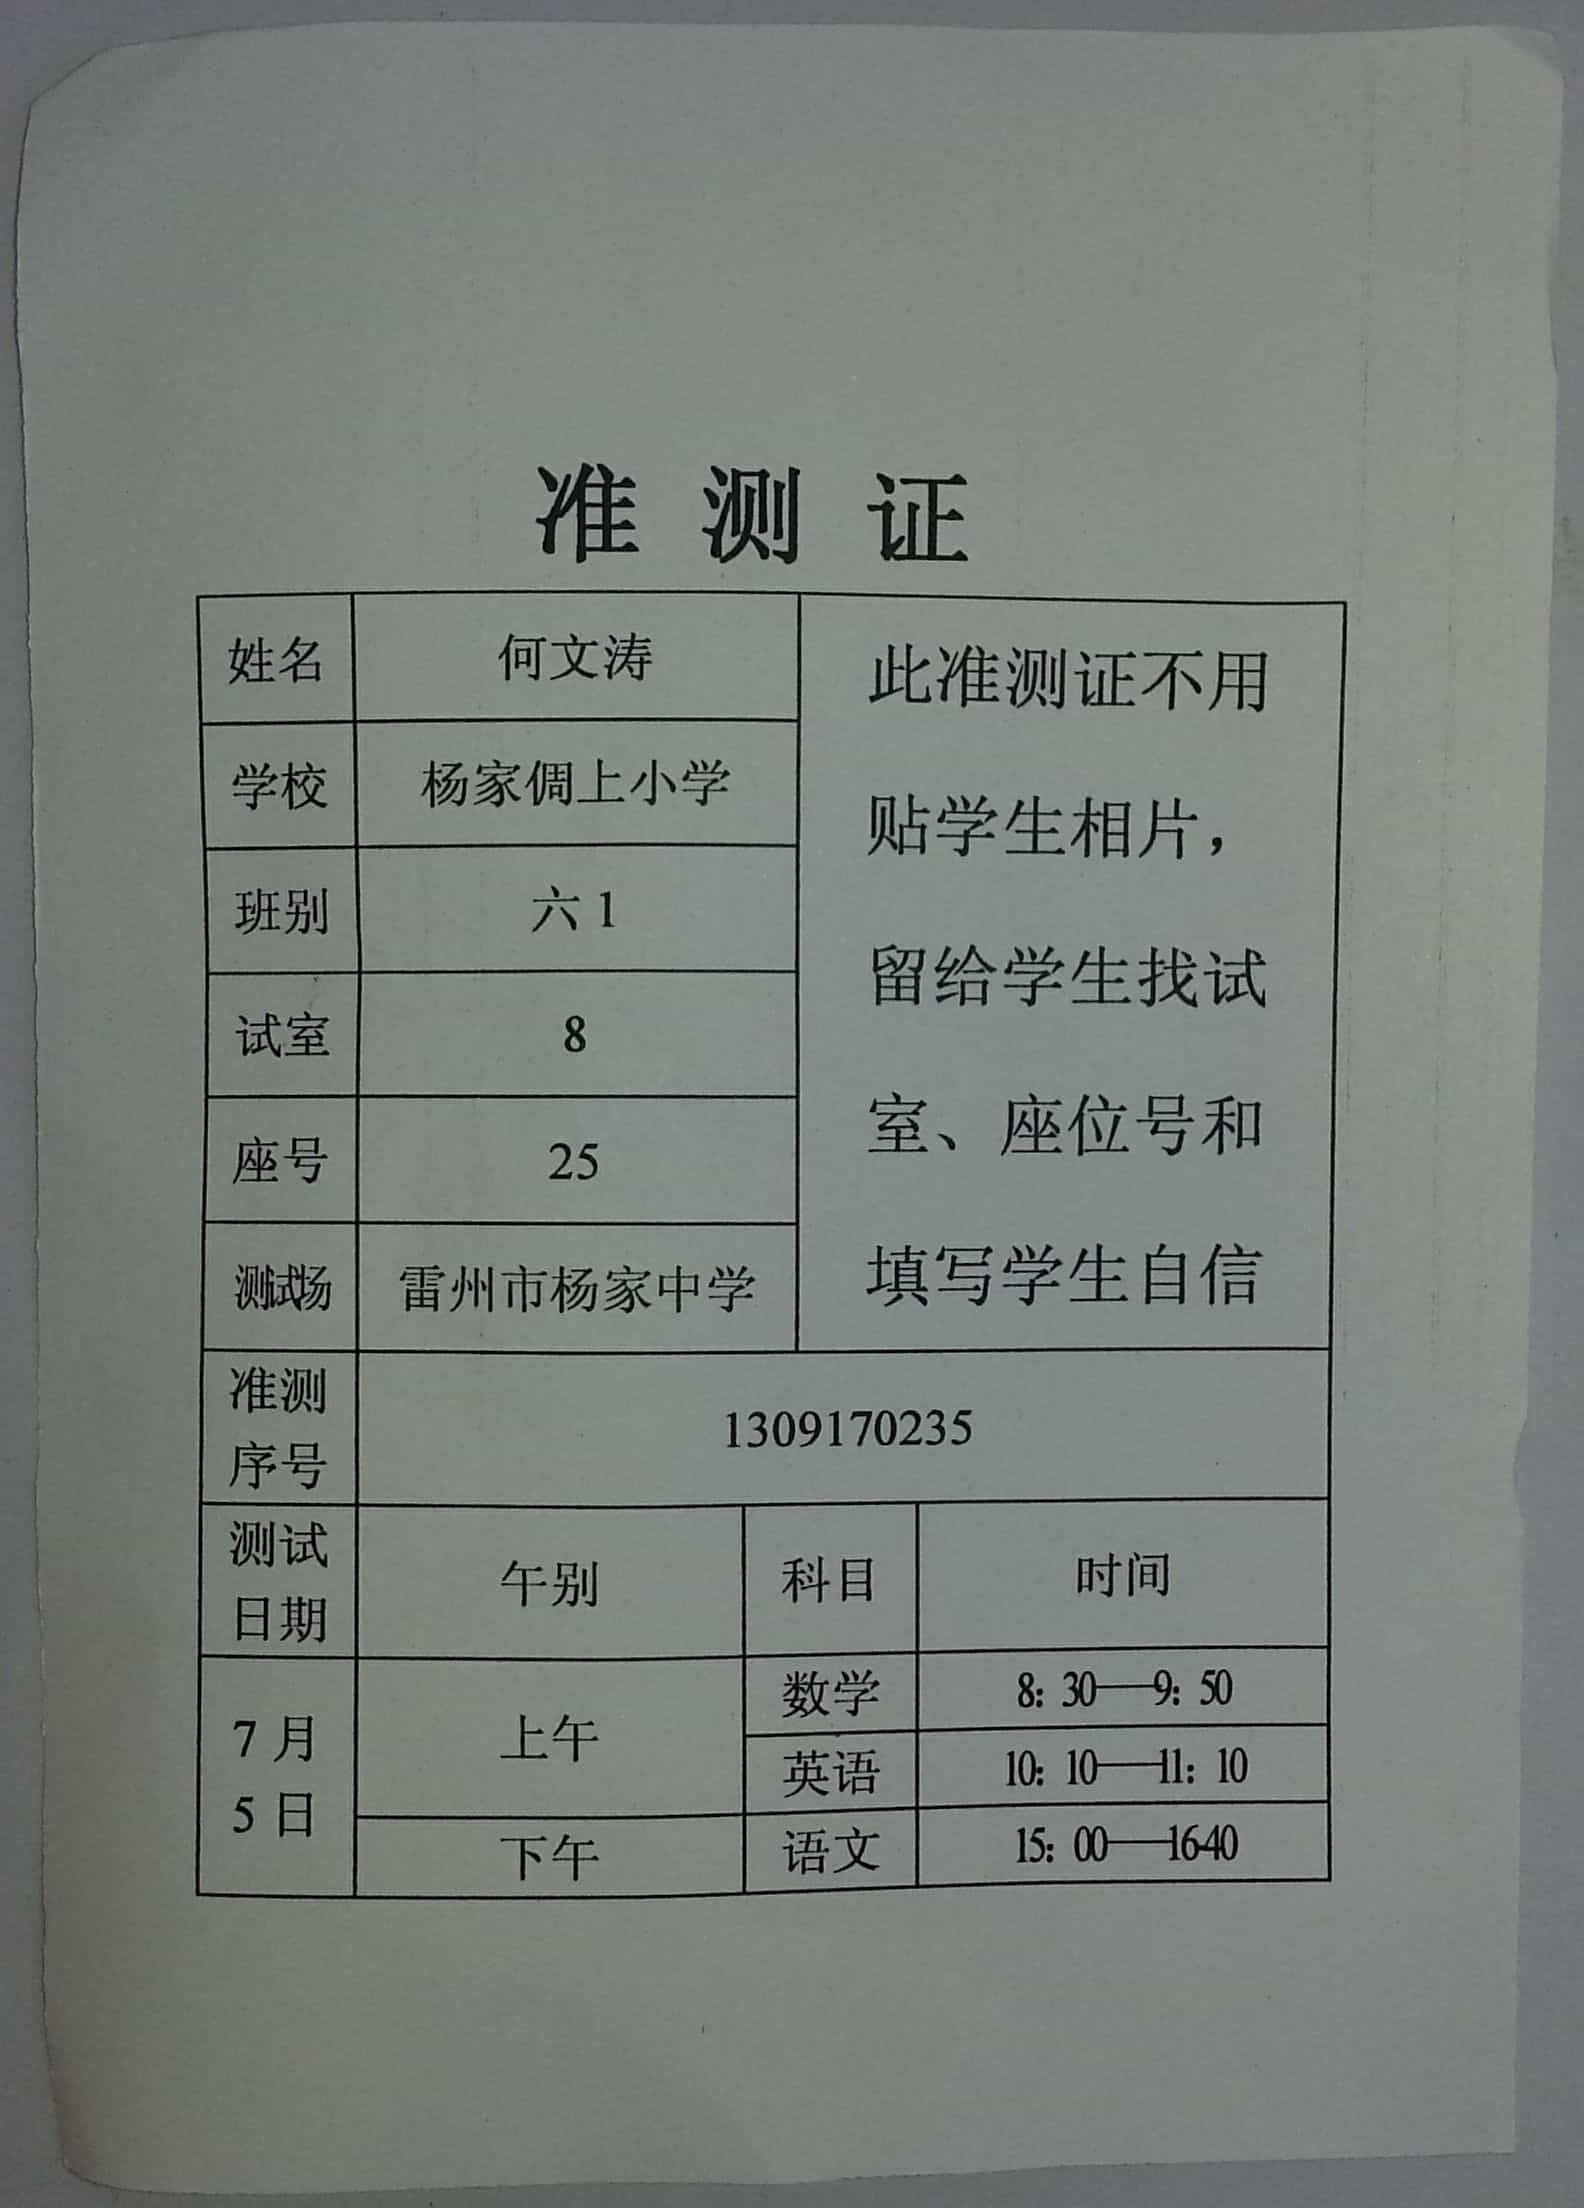 准测证
姓名 何文涛
学校 杨家倜上小学
班别 六1
试室 8
座号 25
测试场 雷州市杨家中学
此准测证不用
贴学生相片，
留给学生找试
室、座位号和
填写学生自信
准测
序号
1309170235
测试
日期
午别 科目 时间
7月
5日
上午
数学 8：30——9：50
英语 10：10——11：10
下午 语文 15：00——1640